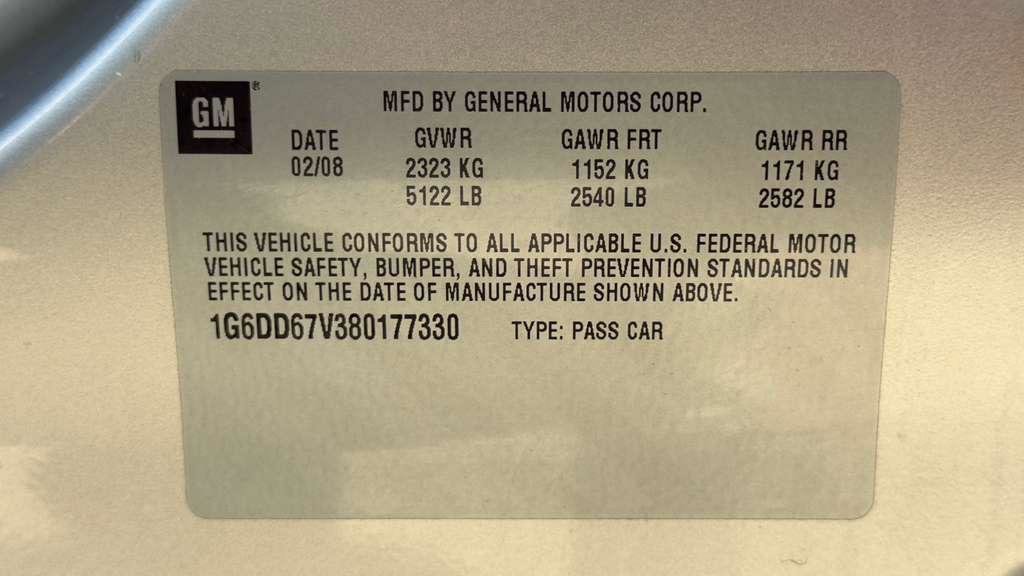 GM®
MFD BY GENERAL MOTORS CORP.
DATE GVWR GAWR FRT GAWR RR
02/08 2323 KG 1152 KG 1171 KG
5122 LB 2540 LB 2582 LB
THIS VEHICLE CONFORMS TO ALL APPLICABLE U.S. FEDERAL MOTOR
VEHICLE SAFETY, BUMPER, AND THEFT PREVENTION STANDARDS IN
EFFECT ON THE DATE OF MANUFACTURE SHOWN ABOVE.
1G6DD67V380177330 TYPE: PASS CAR